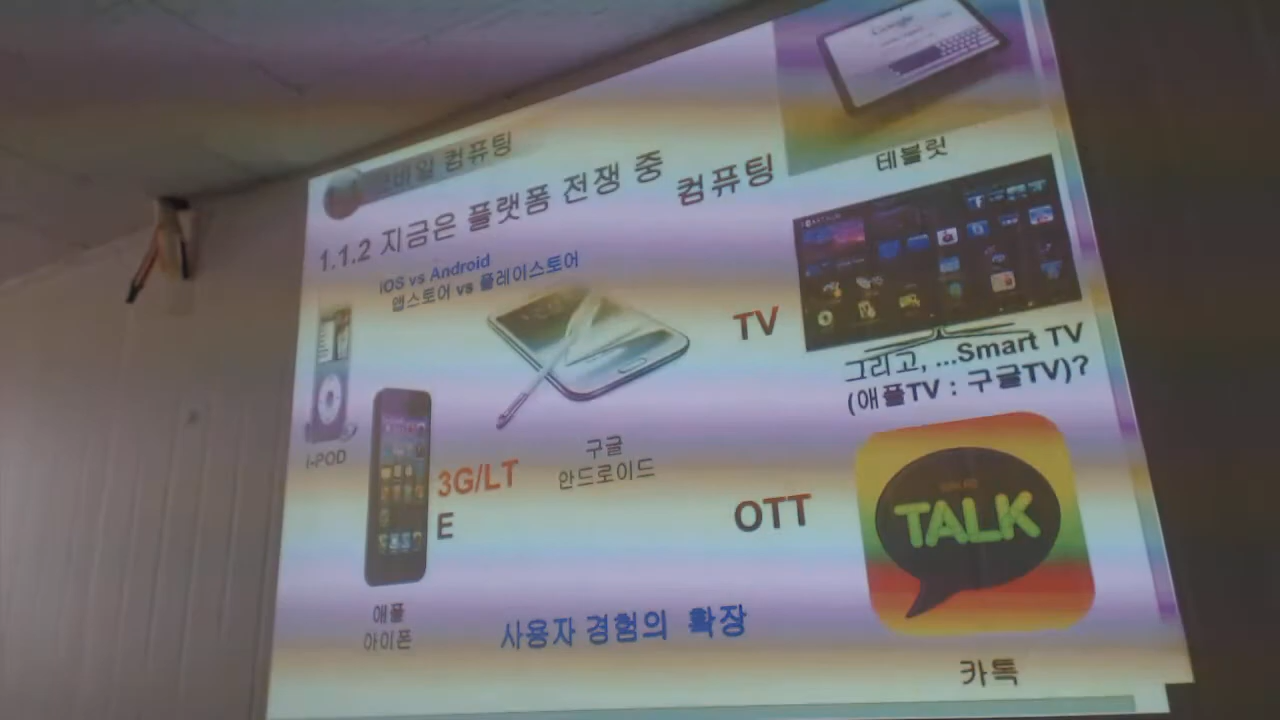 모바일 컴퓨팅
1.1.2 지금은 플랫폼 전쟁 중
컴퓨팅
테블릿
iOS vs Android
앱스토어 vs 플레이스토어
TV
그리고, ...Smart TV
(애플TV : 구글TV)?
I-POD
3G/LT
E
구글
안드로이드
OTT
TALK
애플
아이폰
사용자 경험의 확장
카톡